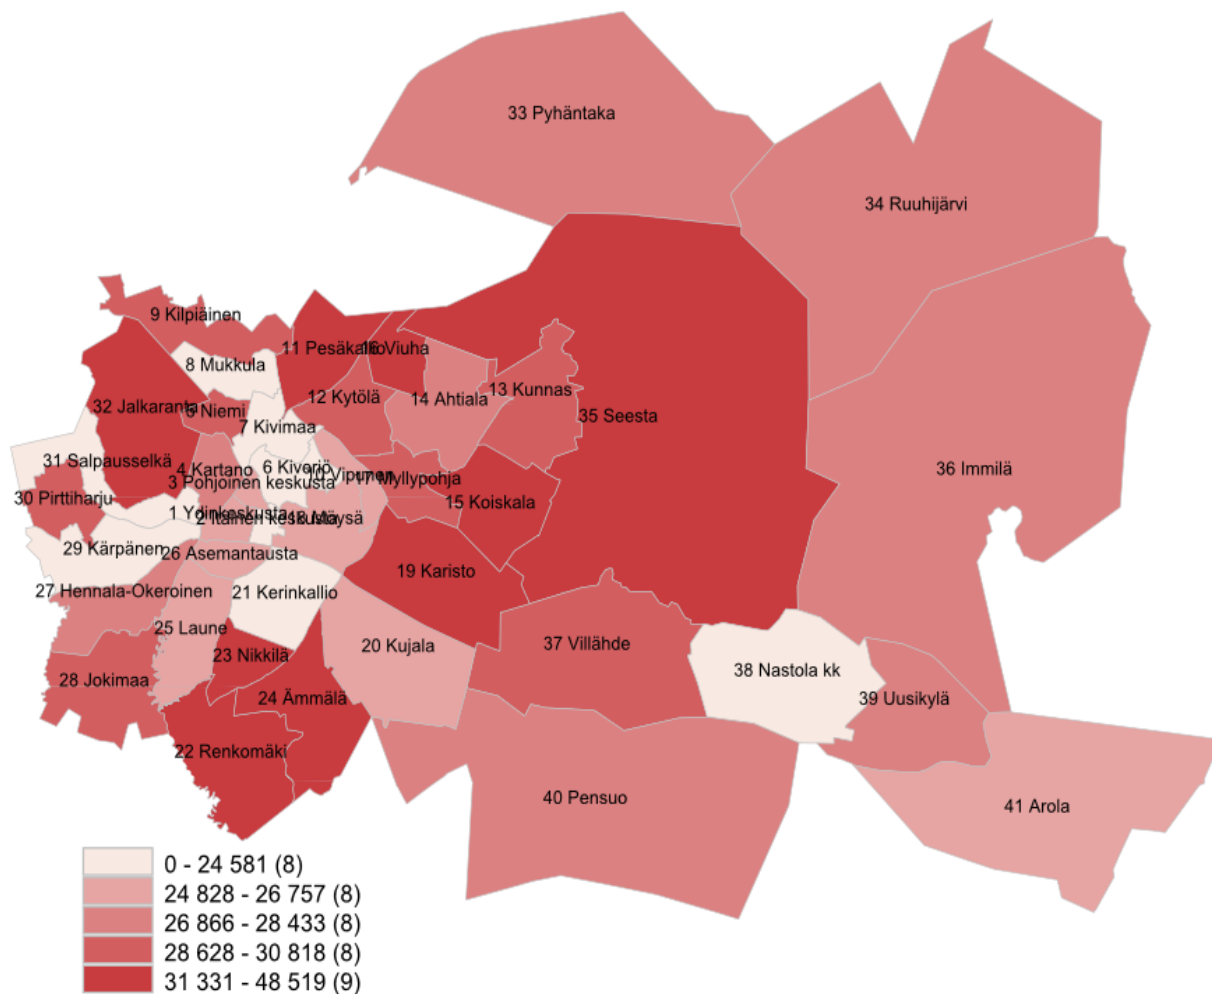 33 Pyhäntaka
34 Ruuhijärvi
9 Kilpiäinen
11 Pesäkallio
16 Viuha
8 Mukkula
13 Kunnas
12 Kytölä
14 Ahtiala
32 Jalkaranta
5 Niemi
35 Seesta
7 Kivimaa
31 Salpausselkä
6 Kiveriö
4 Kartano
36 Immilä
10 Vipunen
17 Myllypohja
3 Pohjoinen keskusta
30 Pirttiharju
15 Koiskala
1 Ydinkeskusta
2 Itäinen keskusta
18 Möysä
29 Kärpänen
26 Asemantausta
19 Karisto
27 Hennala-Okeroinen
21 Kerinkallio
25 Laune
20 Kujala
37 Villähde
23 Nikkilä
38 Nastola kk
28 Jokimaa
24 Ämmälä
39 Uusikylä
22 Renkomäki
40 Pensuo
41 Arola
0 - 24 581 (8)
24 828 - 26 757 (8)
26 866 - 28 433 (8)
28 628 - 30 818 (8)
31 331 - 48 519 (9)